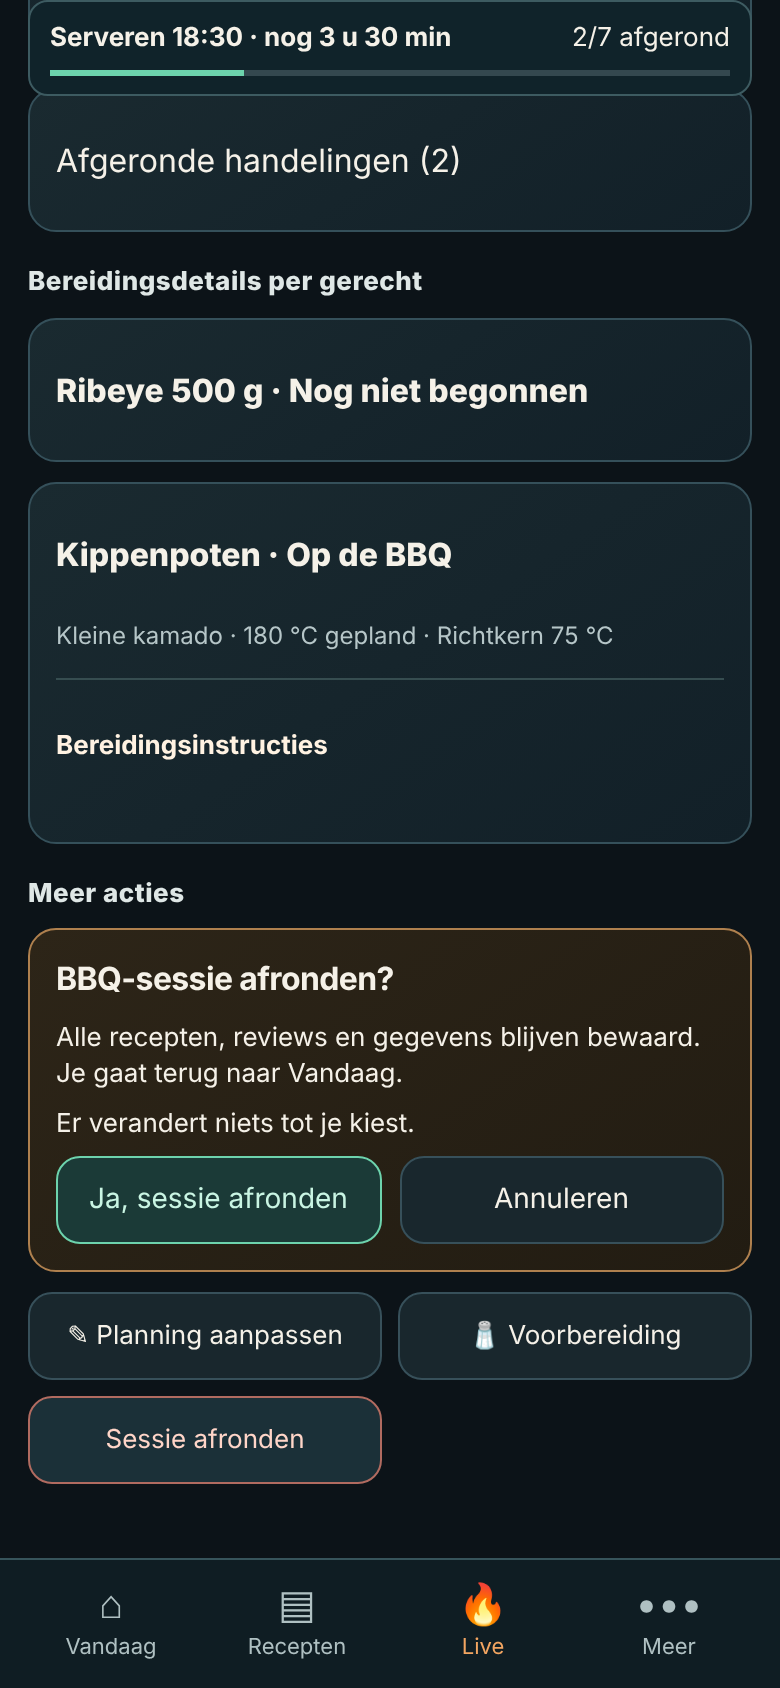 Serveren 18:30 · nog 3 u 30 min
2/7 afgerond
Afgeronde handelingen (2)
Bereidingsdetails per gerecht
Ribeye 500 g · Nog niet begonnen
Kippenpoten · Op de BBQ
Kleine kamado · 180 °C gepland · Richtkern 75 °C
Bereidingsinstructies
Meer acties
BBQ-sessie afronden?
Alle recepten, reviews en gegevens blijven bewaard.
Je gaat terug naar Vandaag.
Er verandert niets tot je kiest.
Ja, sessie afronden
Annuleren
✎ Planning aanpassen
🧂 Voorbereiding
Sessie afronden
Vandaag
Recepten
Live
Meer